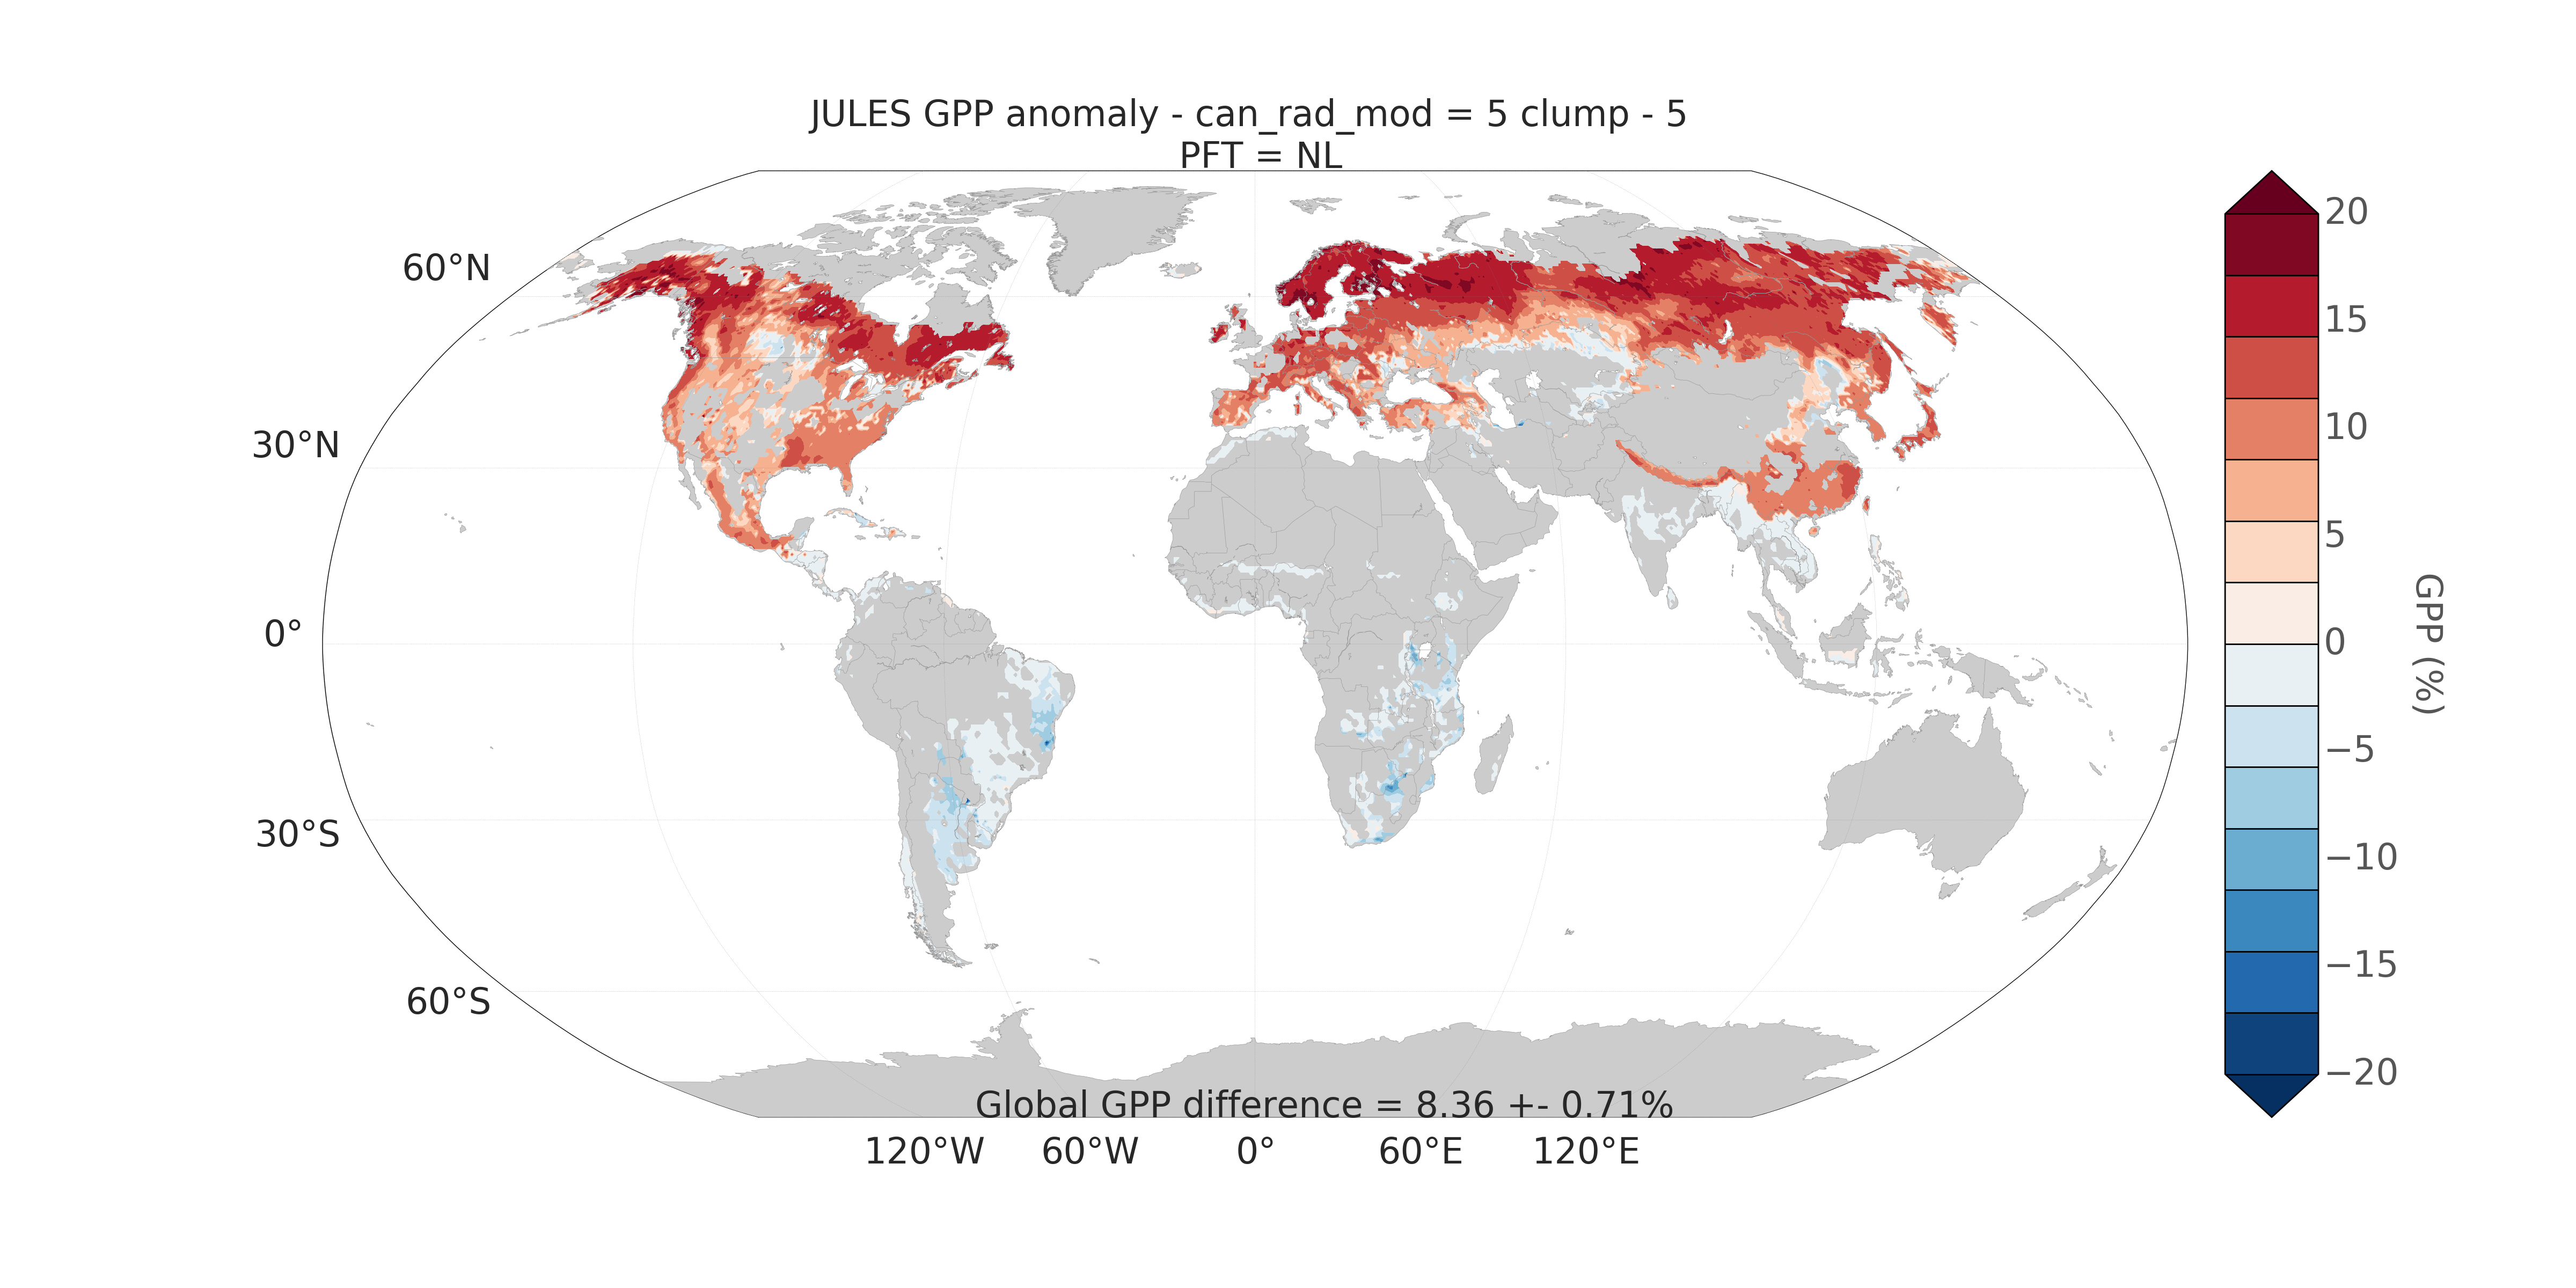 JULES GPP anomaly - can_rad_mod = 5 clump - 5
PFT = NL
60°N
30°N
0°
30°S
60°S
Global GPP difference = 8.36 +- 0.71%
120°W 60°W 0° 60°E 120°E
20
15
10
5
0
−5
−10
−15
−20
GPP (%)